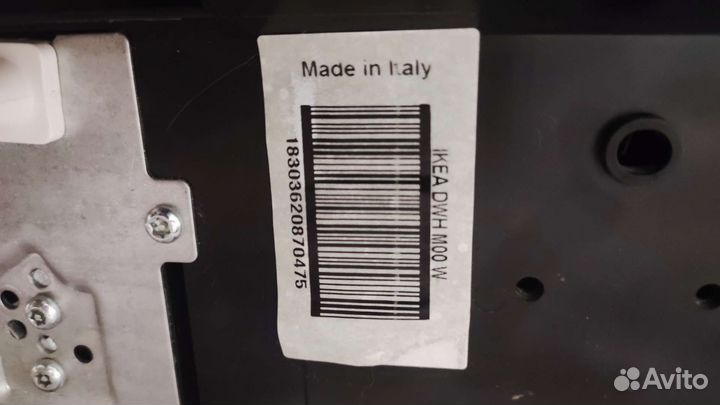 Made in Italy
IKEA DWH M00 W
18303620870475
Avito